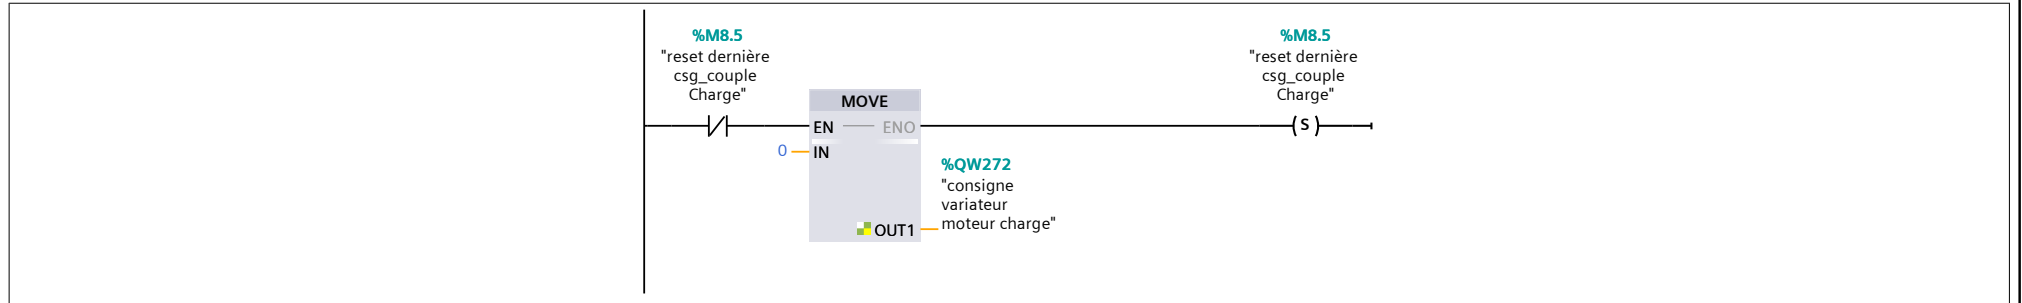 %M8.5
"reset dernière
csg_couple
Charge"
%M8.5
"reset dernière
csg_couple
Charge"
MOVE
EN
ENO
S
0
IN
%QW272
"consigne
variateur
moteur charge"
OUT1